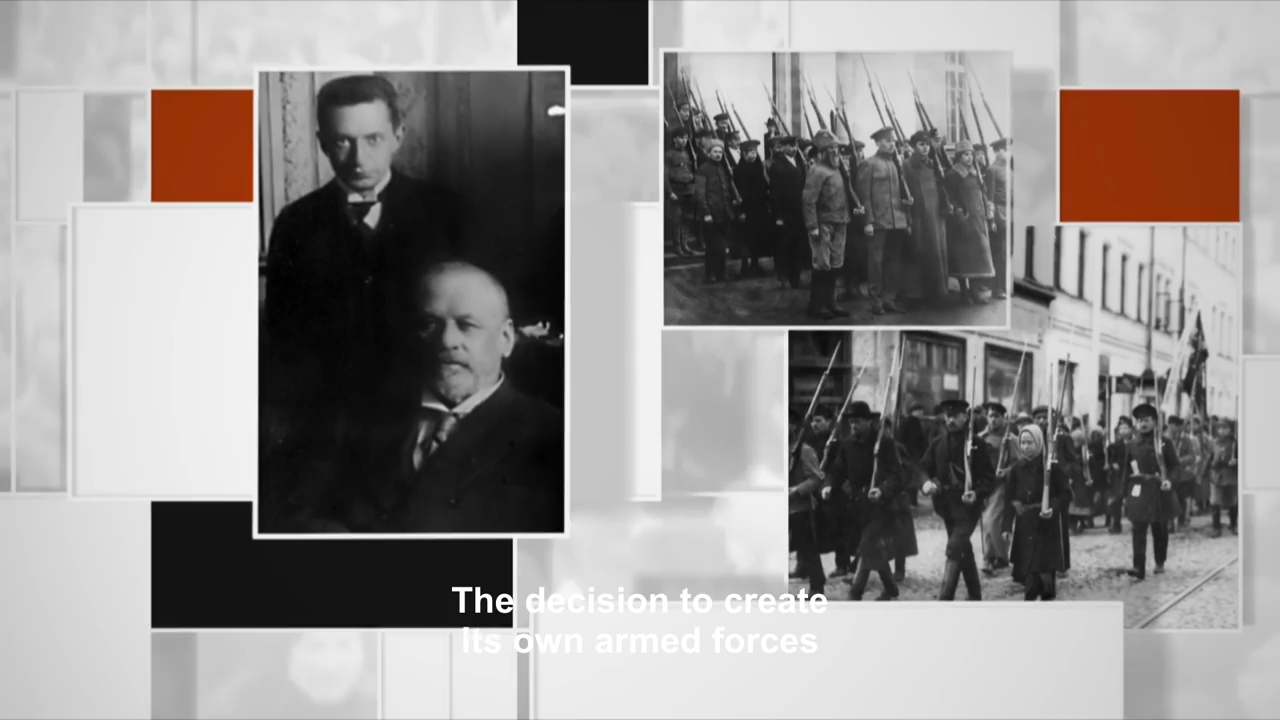 The decision to create
its own armed forces